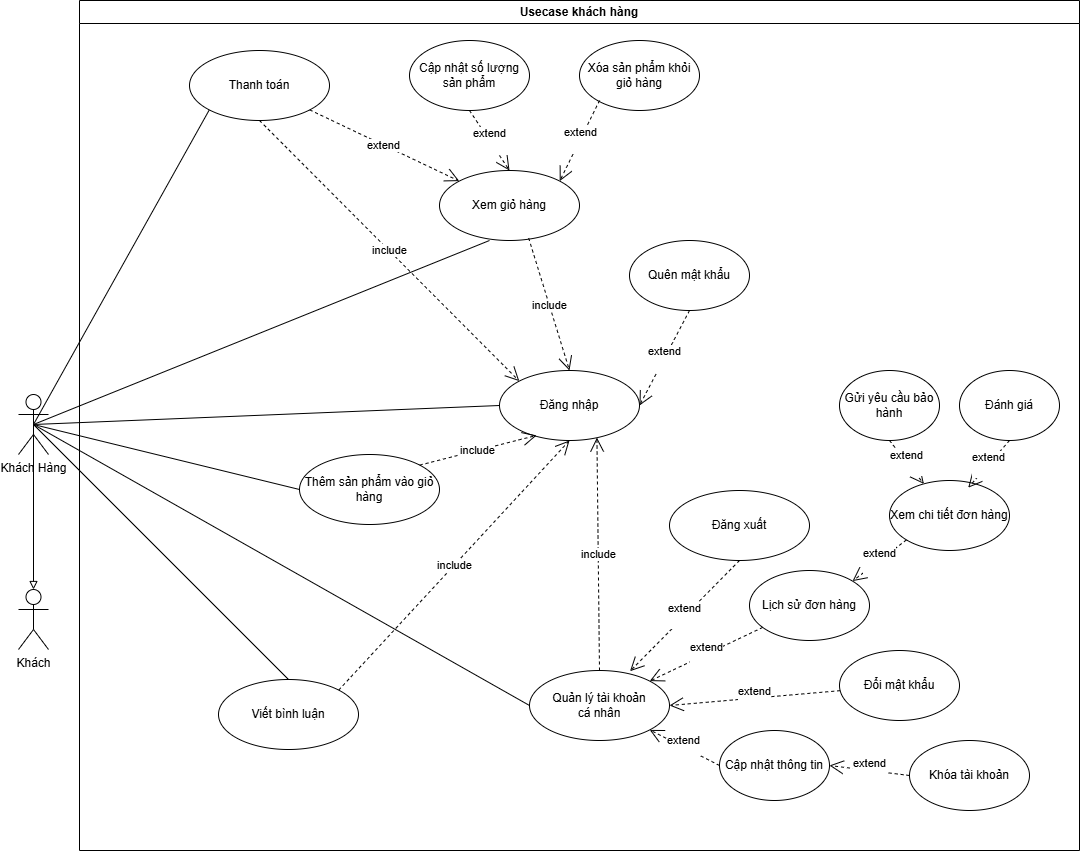 Usecase khách hàng
Thanh toán
Cập nhật số lượng
sản phẩm
Xóa sản phẩm khỏi
giỏ hàng
extend
extend
extend
Xem giỏ hàng
include
Quên mật khẩu
include
extend
Đăng nhập
Gửi yêu cầu bảo
hành
Đánh giá
Khách Hàng
include
extend
extend
Thêm sản phẩm vào giỏ
hàng
Đăng xuất
Xem chi tiết đơn hàng
include
include
extend
extend
Lịch sử đơn hàng
extend
Khách
Quản lý tài khoản
cá nhân
extend
Đổi mật khẩu
Viết bình luận
extend
Cập nhật thông tin
extend
Khóa tài khoản